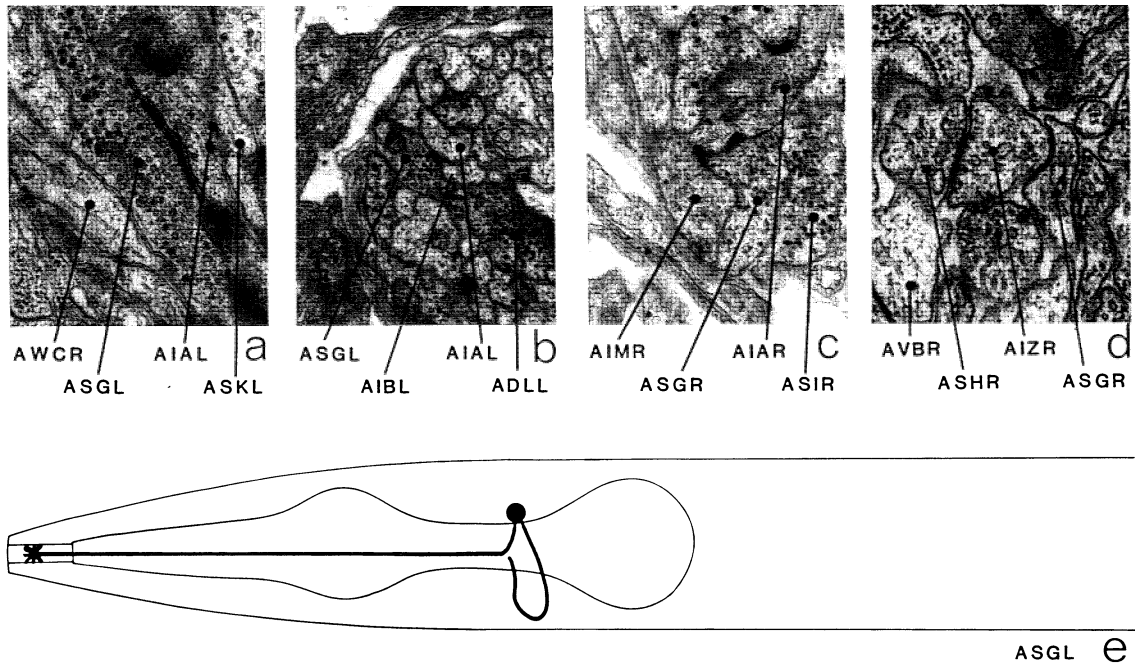 AWCR AIAL a
ASGL ASKL
ASGL AIAL b
AIBL ADLL
AIMR AIAR c
ASGR ASIR
AVBR AIZR d
ASHR ASGR
ASGL e